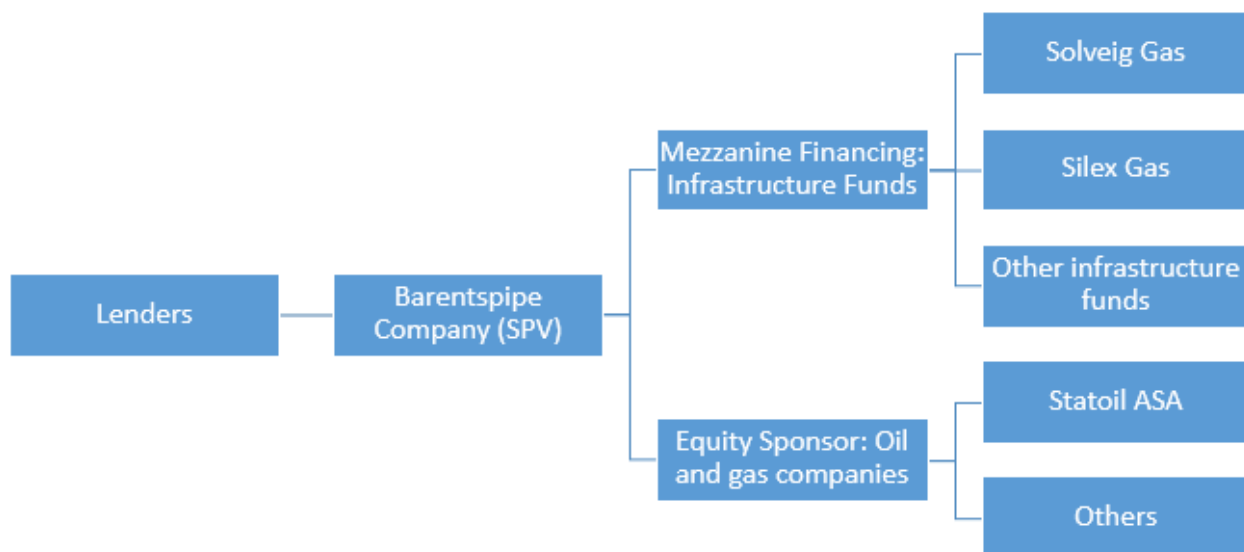 Lenders
Barentspipe
Company (SPV)
Mezzanine Financing:
Infrastructure Funds
Solveig Gas
Silex Gas
Other infrastructure
funds
Equity Sponsor: Oil
and gas companies
Statoil ASA
Others